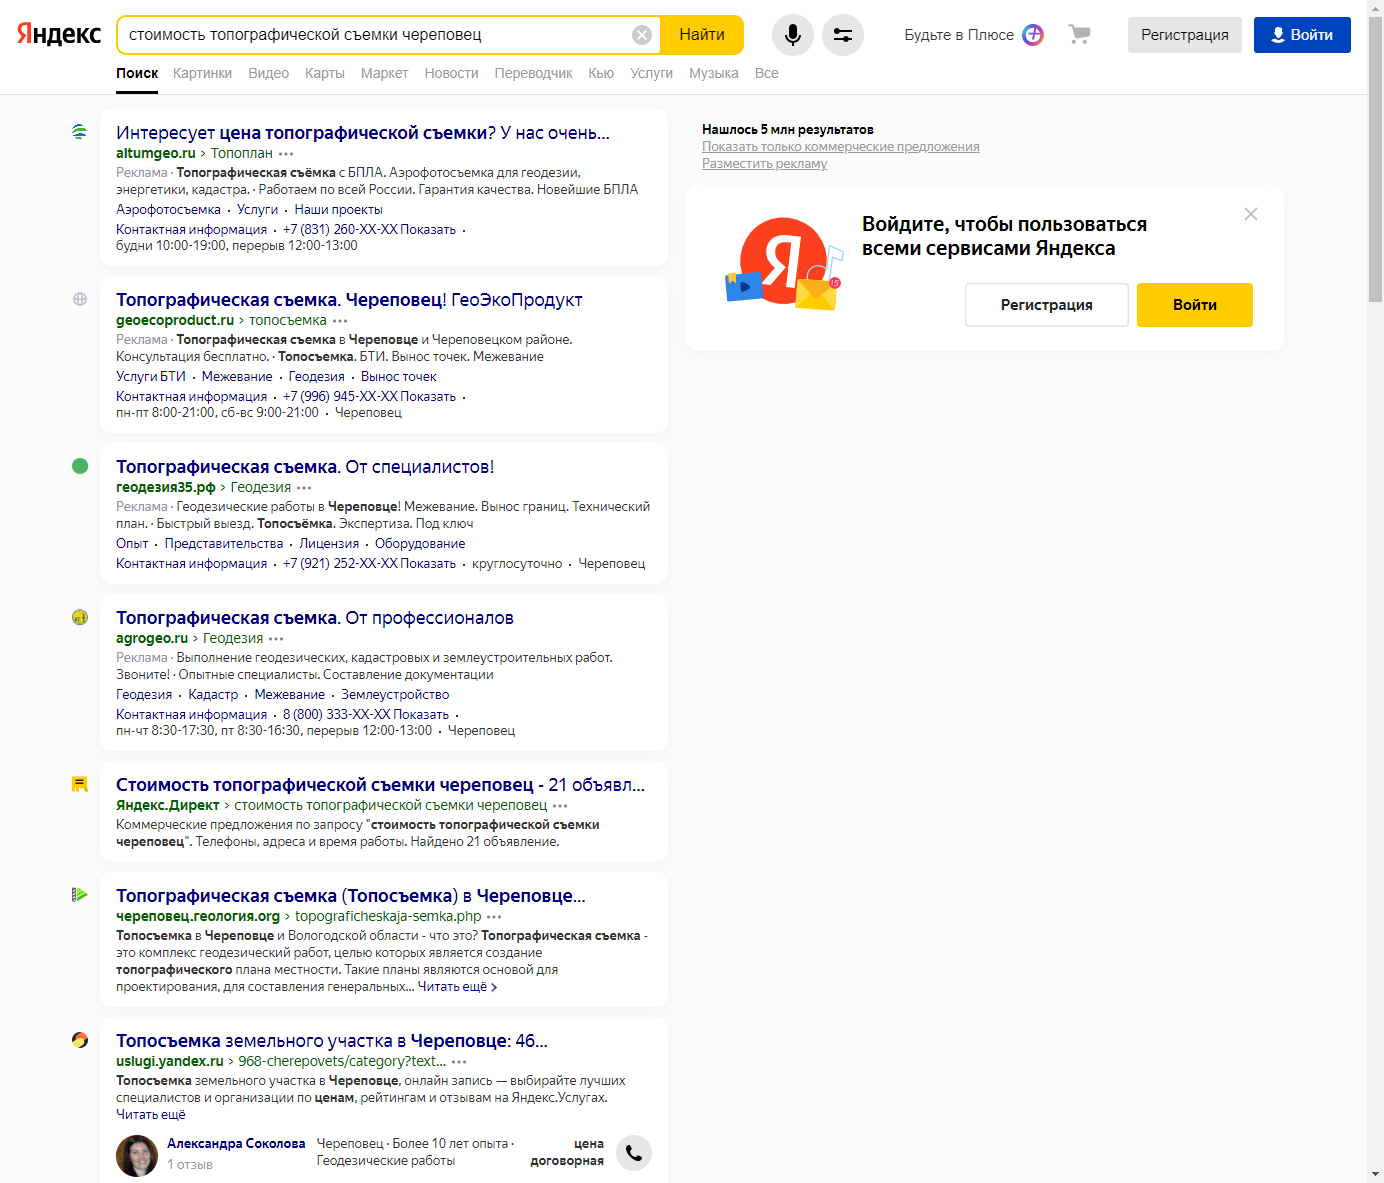 Яндекс
стоимость топографической съемки череповец
Найти
Будьте в Плюсе
Регистрация
Войти
Поиск Картинки Видео Карты Маркет Новости Переводчик Кью Услуги Музыка Все
Интересует цена топографической съемки? У нас очень...
altumgeo.ru › Топоплан
Реклама · Топографическая съёмка с БПЛА. Аэрофотосъемка для геодезии,
энергетики, кадастра. · Работаем по всей России. Гарантия качества. Новейшие БПЛА
Аэрофотосъемка · Услуги · Наши проекты
Контактная информация · +7 (831) 260-XX-XX Показать ·
будни 10:00-19:00, перерыв 12:00-13:00
Топографическая съемка. Череповец! ГеоЭкоПродукт
geoecoproduct.ru › топосъемка
Реклама · Топографическая съемка в Череповце и Череповецком районе.
Консультация бесплатно. · Топосъемка. БТИ. Вынос точек. Межевание
Услуги БТИ · Межевание · Геодезия · Вынос точек
Контактная информация · +7 (996) 945-XX-XX Показать ·
пн-пт 8:00-21:00, сб-вс 9:00-21:00 · Череповец
Топографическая съемка. От специалистов!
геодезия35.рф › Геодезия
Реклама · Геодезические работы в Череповце! Межевание. Вынос границ. Технический
план. · Быстрый выезд. Топосъёмка. Экспертиза. Под ключ
Опыт · Представительства · Лицензия · Оборудование
Контактная информация · +7 (921) 252-XX-XX Показать · круглосуточно · Череповец
Топографическая съемка. От профессионалов
agrogeo.ru › Геодезия
Реклама · Выполнение геодезических, кадастровых и землеустроительных работ.
Звоните! · Опытные специалисты. Составление документации
Геодезия · Кадастр · Межевание · Землеустройство
Контактная информация · 8 (800) 333-XX-XX Показать ·
пн-чт 8:30-17:30, пт 8:30-16:30, перерыв 12:00-13:00 · Череповец
Стоимость топографической съемки череповец - 21 объявл...
Яндекс.Директ › стоимость топографической съемки череповец
Коммерческие предложения по запросу "стоимость топографической съемки
череповец". Телефоны, адреса и время работы. Найдено 21 объявление.
Топографическая съемка (Топосъемка) в Череповце...
череповец.геология.org › topograficheskaja-semka.php
Топосъемка в Череповце и Вологодской области - что это? Топографическая съемка -
это комплекс геодезический работ, целью которых является создание
топографического плана местности. Такие планы являются основой для
проектирования, для составления генеральных... Читать ещё ›
Топосъемка земельного участка в Череповце: 46...
uslugi.yandex.ru › 968-cherepovets/category?text...
Топосъемка земельного участка в Череповце, онлайн запись — выбирайте лучших
специалистов и организации по ценам, рейтингам и отзывам на Яндекс.Услугах.
Читать ещё
Александра Соколова
1 отзыв
Череповец · Более 10 лет опыта ·
Геодезические работы
цена
договорная
Нашлось 5 млн результатов
Показать только коммерческие предложения
Разместить рекламу
Я
15
Войдите, чтобы пользоваться
всеми сервисами Яндекса
Регистрация
Войти